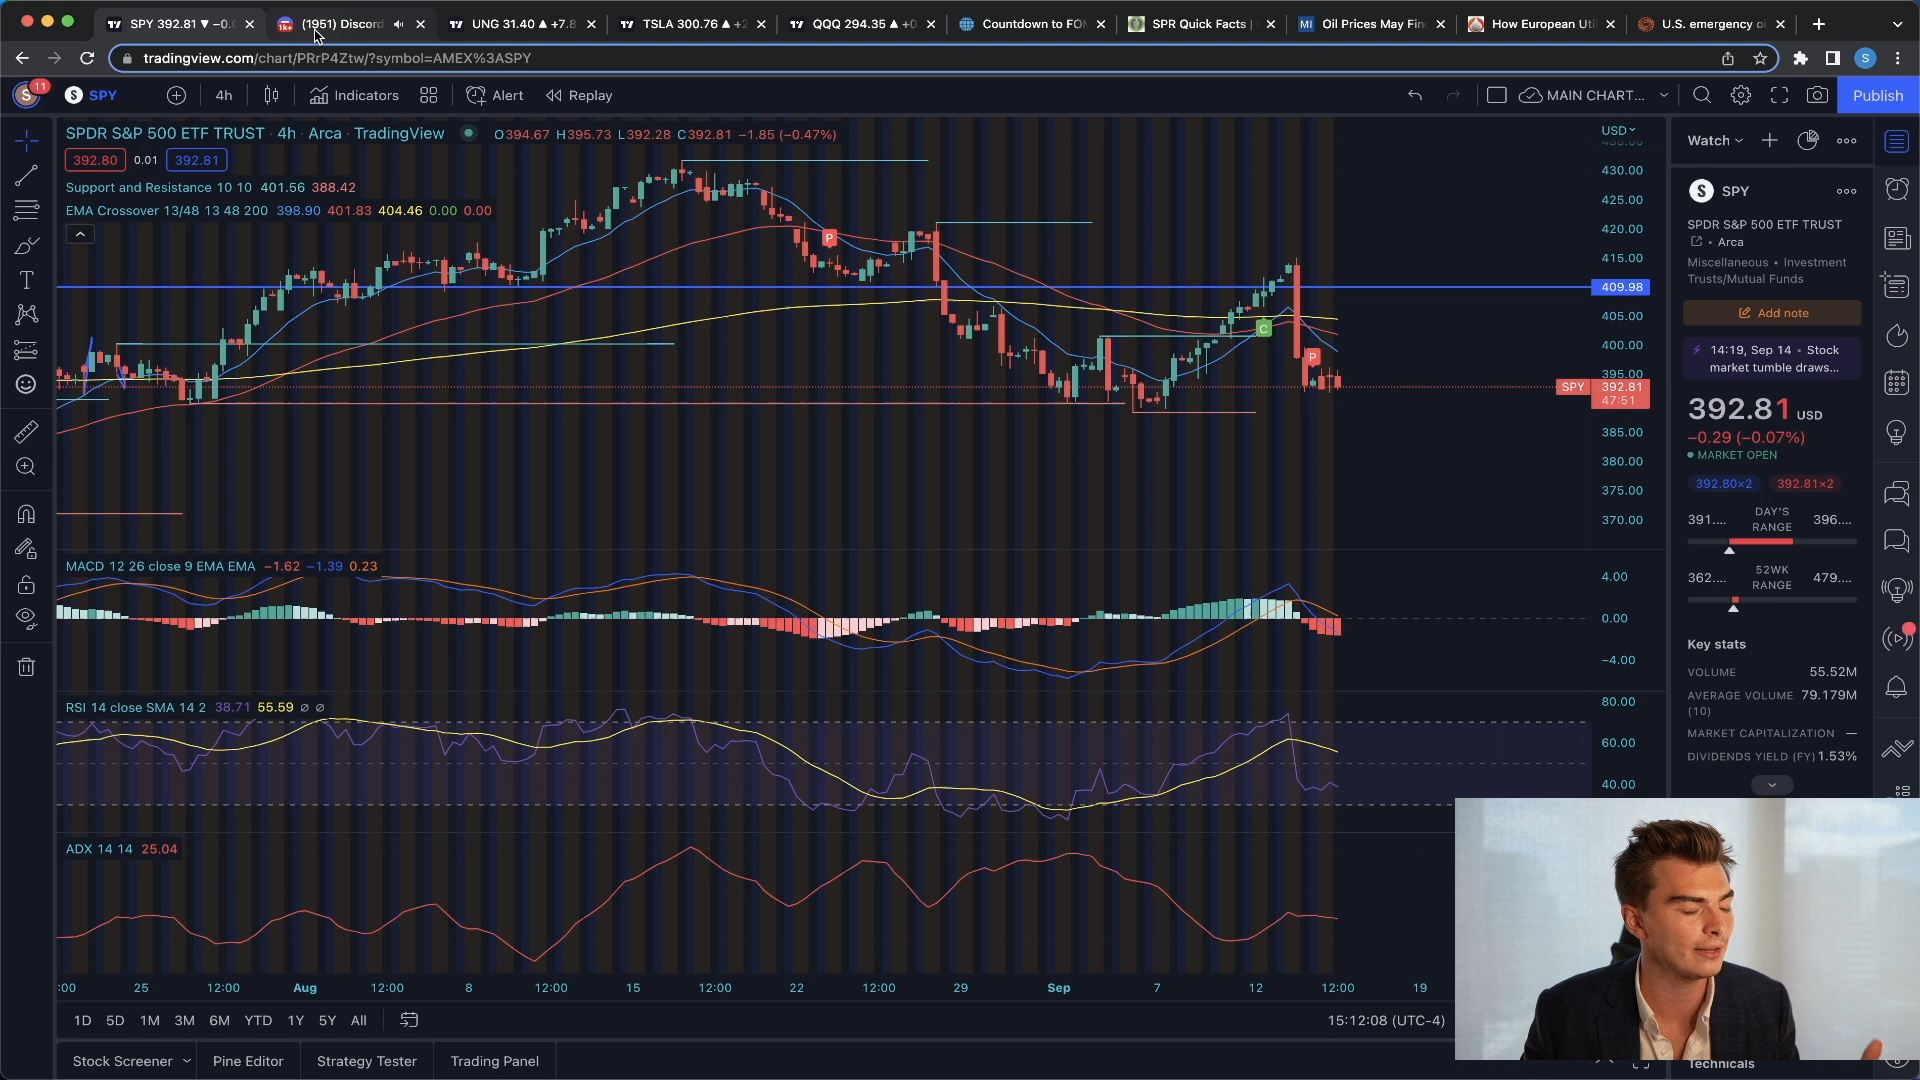 SPY 392.81 ▼ −0.
(1951) Discord
UNG 31.40 ▲ +7.8
TSLA 300.76 ▲ +2
QQQ 294.35 ▲ +0
Countdown to FO
SPR Quick Facts |
MI
Oil Prices May Fin
How European Uti
U.S. emergency o
tradingview.com/chart/PRrP4Ztw/?symbol=AMEX%3ASPY
S
S
11
S SPY
4h
Indicators
Alert
Replay
MAIN CHART...
Publish
SPDR S&P 500 ETF TRUST · 4h · Arca · TradingView
O394.67 H395.73 L392.28 C392.81 −1.85 (−0.47%)
392.80 0.01 392.81
Support and Resistance 10 10 401.56 388.42
EMA Crossover 13/48 13 48 200 398.90 401.83 404.46 0.00 0.00
P
C
P
USD
435.00
430.00
425.00
420.00
415.00
409.98
405.00
400.00
395.00
SPY 392.81
47:51
385.00
380.00
375.00
370.00
MACD 12 26 close 9 EMA EMA −1.62 −1.39 0.23
4.00
0.00
−4.00
RSI 14 close SMA 14 2 38.71 55.59 ∅ ∅
80.00
60.00
40.00
ADX 14 14 25.04
:00 25 12:00 Aug 12:00 8 12:00 15 12:00 22 12:00 29 Sep 7 12 12:00 19
1D 5D 1M 3M 6M YTD 1Y 5Y All
15:12:08 (UTC-4)
Stock Screener
Pine Editor
Strategy Tester
Trading Panel
Watch
S SPY
SPDR S&P 500 ETF TRUST
• Arca
Miscellaneous • Investment
Trusts/Mutual Funds
Add note
14:19, Sep 14 • Stock
market tumble draws...
392.81 USD
−0.29 (−0.07%)
MARKET OPEN
392.80×2 392.81×2
391.... DAY'S RANGE 396....
362.... 52WK RANGE 479....
Key stats
VOLUME 55.52M
AVERAGE VOLUME (10) 79.179M
MARKET CAPITALIZATION —
DIVIDENDS YIELD (FY) 1.53%
Technicals